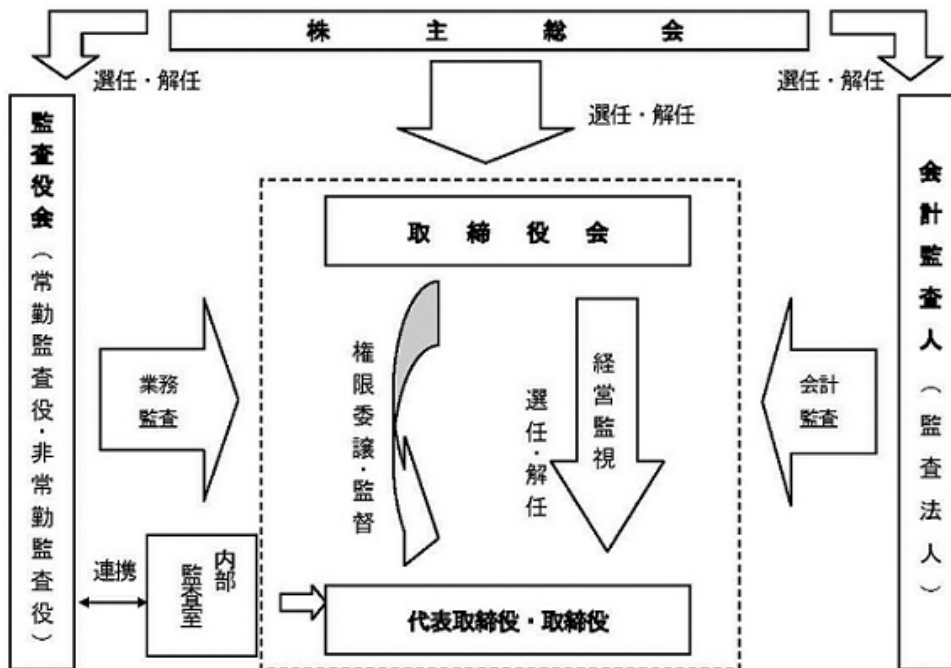 株主総会
選任・解任
選任・解任
選任・解任
監査役会（常勤監査役・非常勤監査役）
会計監査人（監査法人）
取締役会
権限委譲・監督
選任・解任
経営監視
業務
監査
会計
監査
連携
内部
監査室
代表取締役・取締役